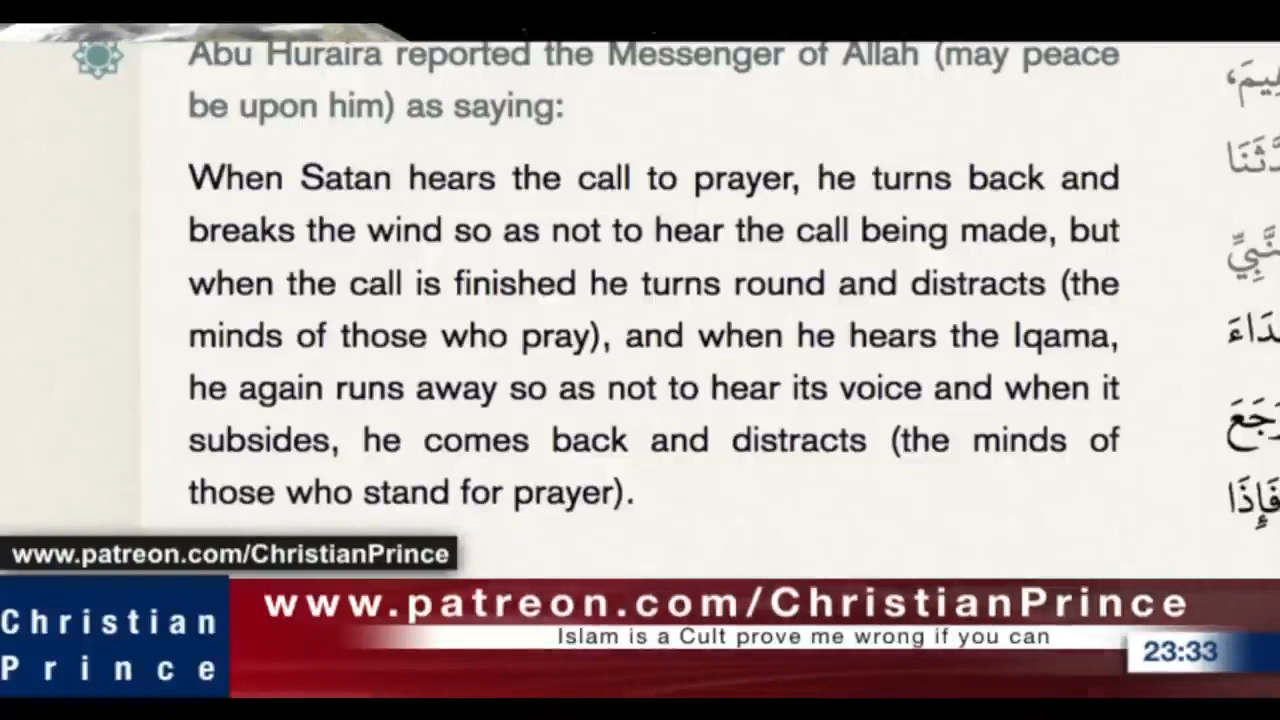 Abu Huraira reported the Messenger of Allah (may peace
be upon him) as saying:
When Satan hears the call to prayer, he turns back and
breaks the wind so as not to hear the call being made, but
when the call is finished he turns round and distracts (the
minds of those who pray), and when he hears the Iqama,
he again runs away so as not to hear its voice and when it
subsides, he comes back and distracts (the minds of
those who stand for prayer).
www.patreon.com/ChristianPrince
Christian
Prince
www.patreon.com/ChristianPrince
Islam is a Cult prove me wrong if you can
23:33